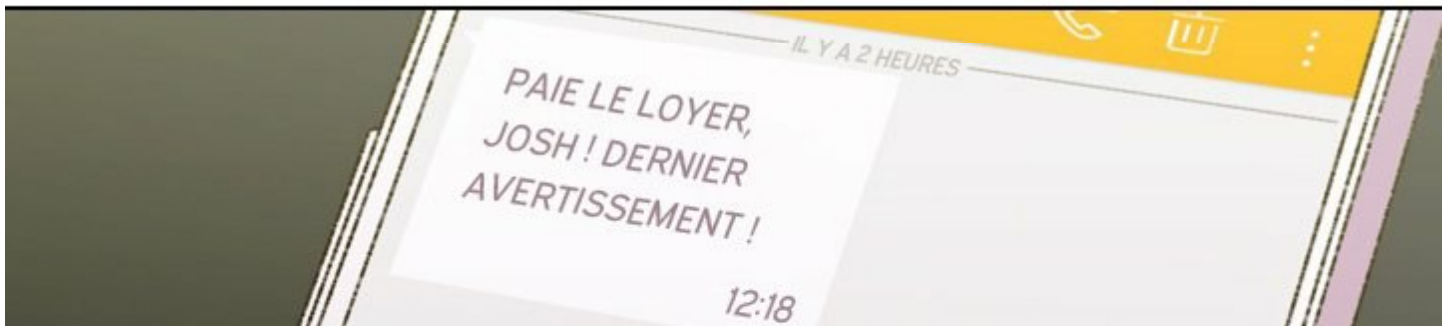 IL Y A 2 HEURES
PAIE LE LOYER,
JOSH ! DERNIER
AVERTISSEMENT !
12:18